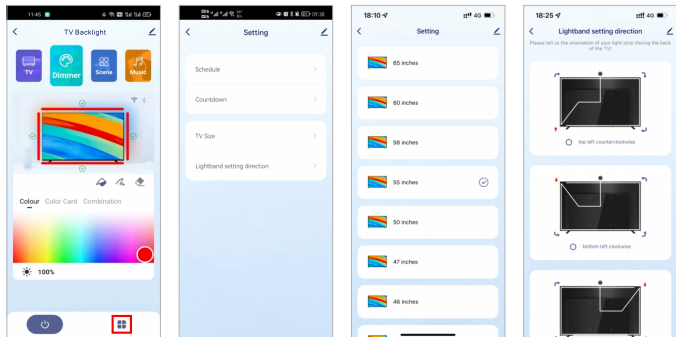 11:45
TV Backlight
TV
Dimmer
Scene
Music
Colour Color Card Combination
100%
09:38
Setting
Schedule
Countdown
TV Size
Lightband setting direction
18:10
4G
Setting
65 inches
60 inches
58 inches
55 inches
50 inches
47 inches
46 inches
18:25
4G
Lightband setting direction
Please tell us the orientation of your light strip (facing the back
of the TV)
top left counterclockwise
bottom left clockwise